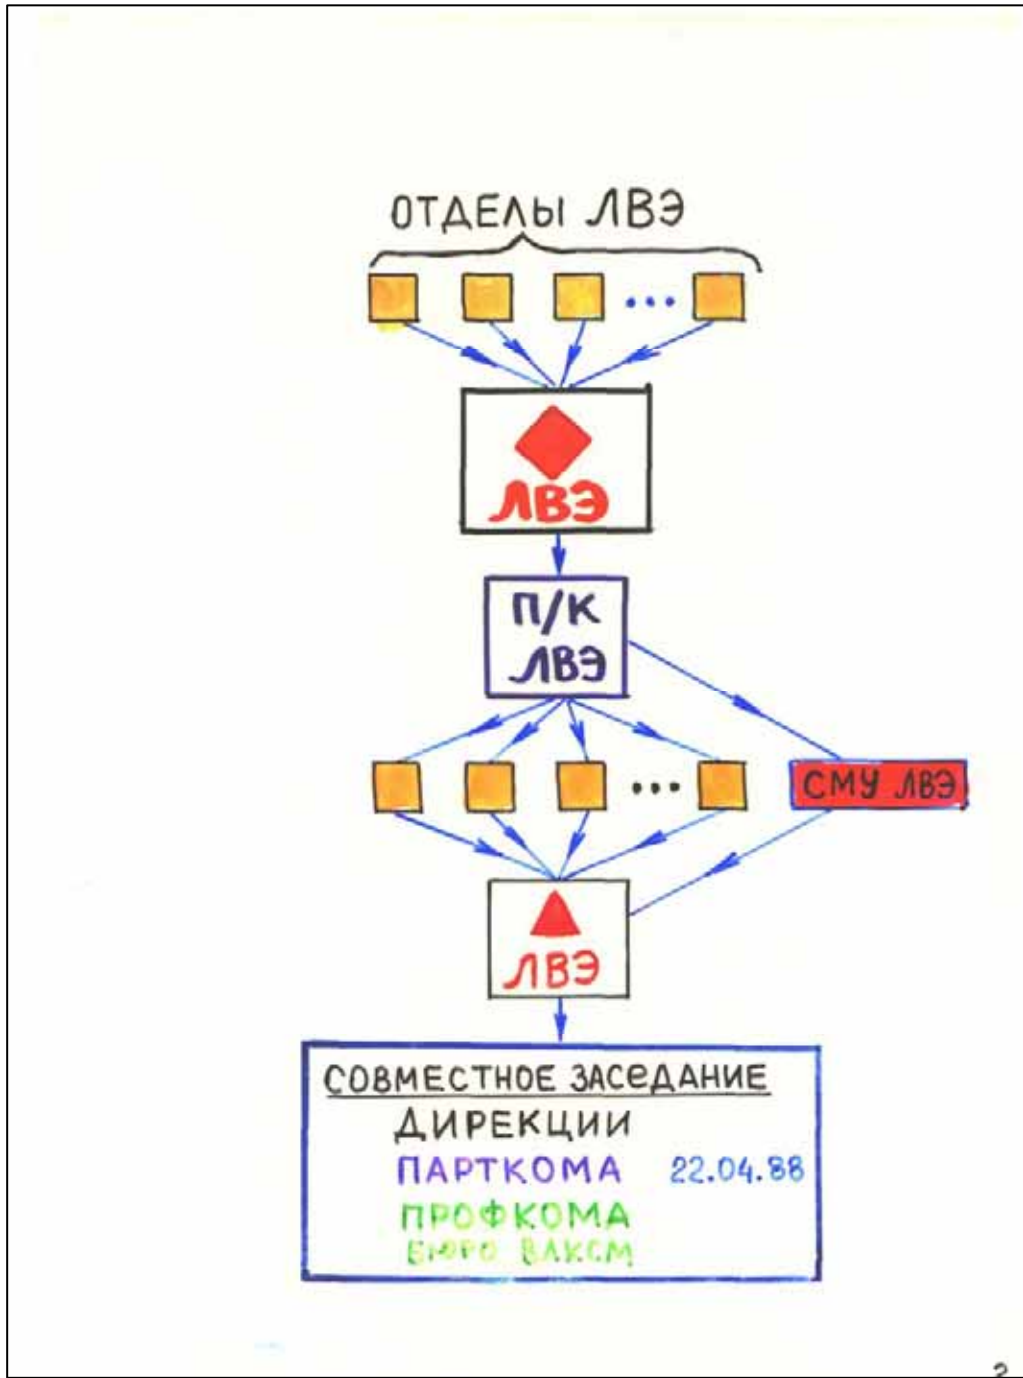 ОТДЕЛЫ ЛВЭ
ЛВЭ
П/К
ЛВЭ
СМУ ЛВЭ
ЛВЭ
СОВМЕСТНОЕ ЗАСЕДАНИЕ
ДИРЕКЦИИ
ПАРТКОМА 22.04.88
ПРОФКОМА
БЮРО ВЛКСМ